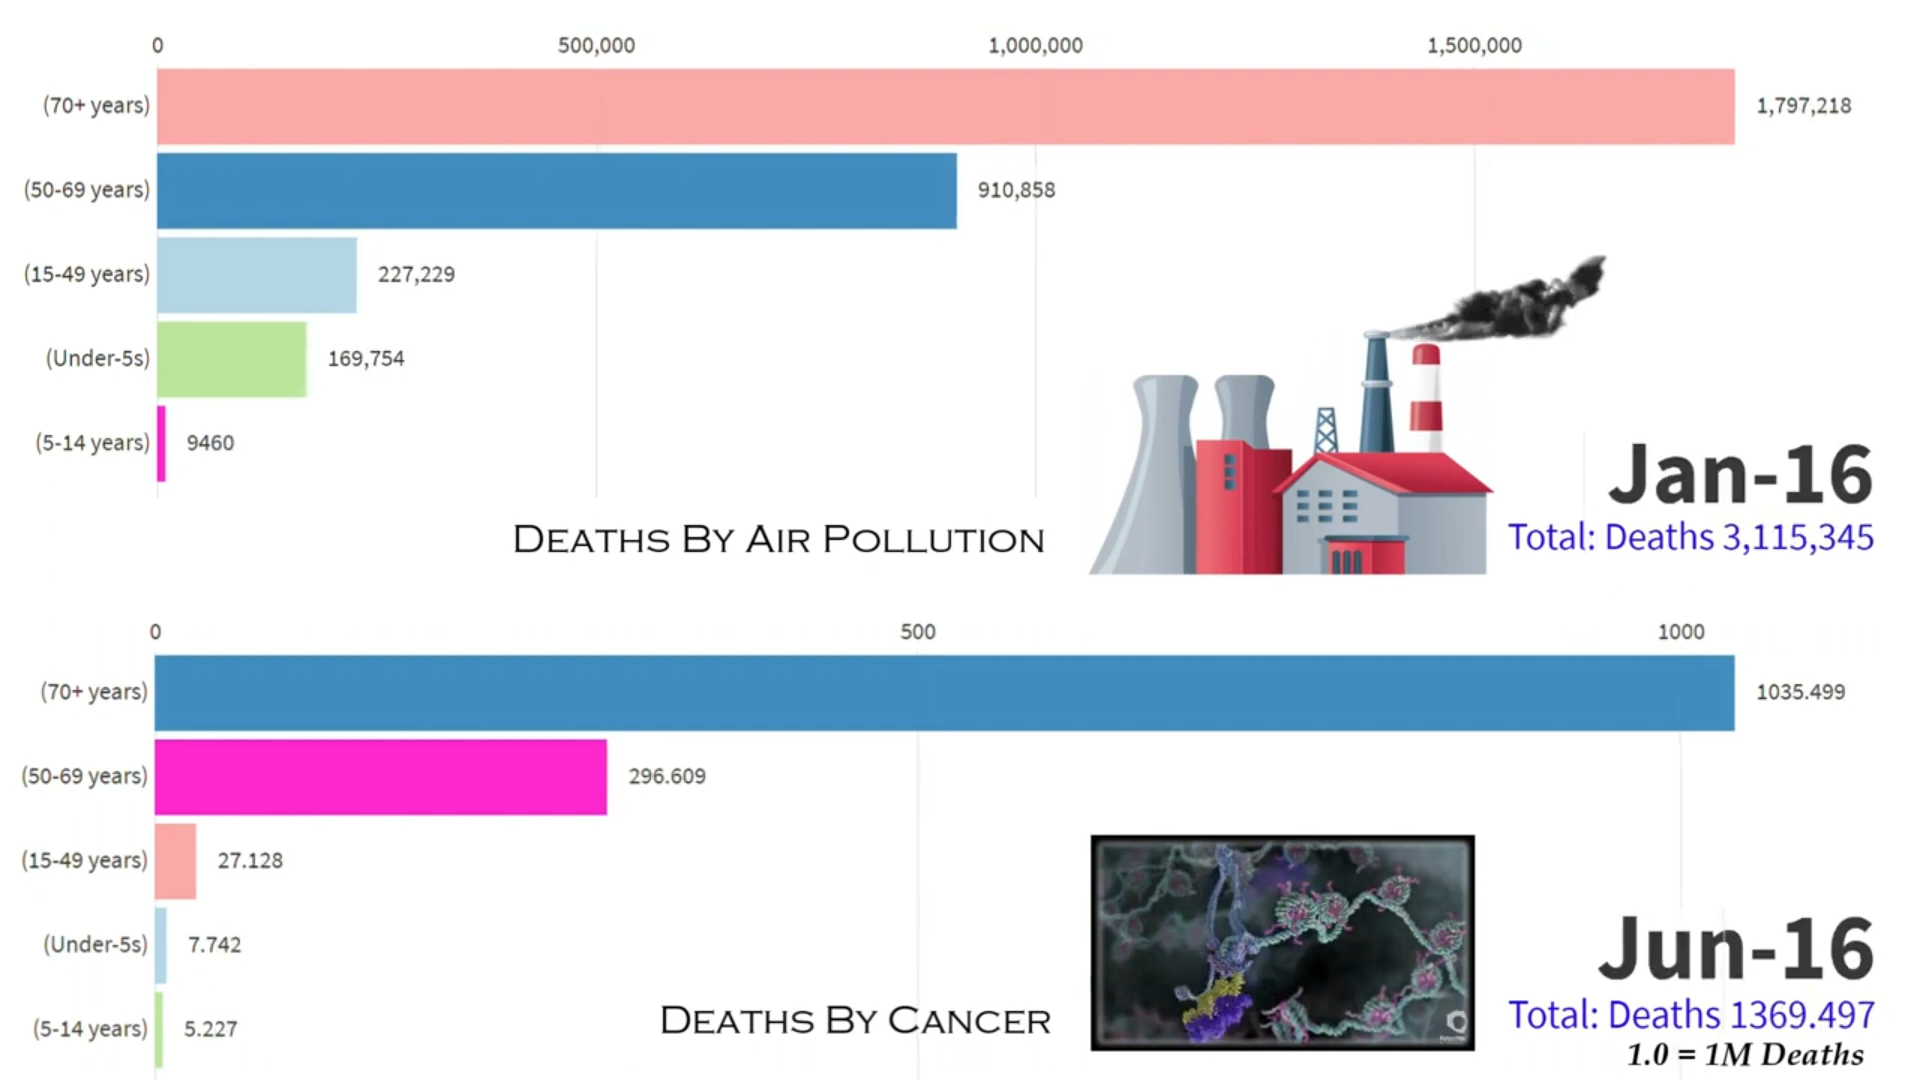 0 500,000 1,000,000 1,500,000
(70+ years) 1,797,218
(50-69 years) 910,858
(15-49 years) 227,229
(Under-5s) 169,754
(5-14 years) 9460
Jan-16
Deaths By Air Pollution
Total: Deaths 3,115,345
0 500 1000
(70+ years) 1035.499
(50-69 years) 296.609
(15-49 years) 27.128
(Under-5s) 7.742
(5-14 years) 5.227
Jun-16
Deaths By Cancer
Total: Deaths 1369.497
1.0 = 1M Deaths